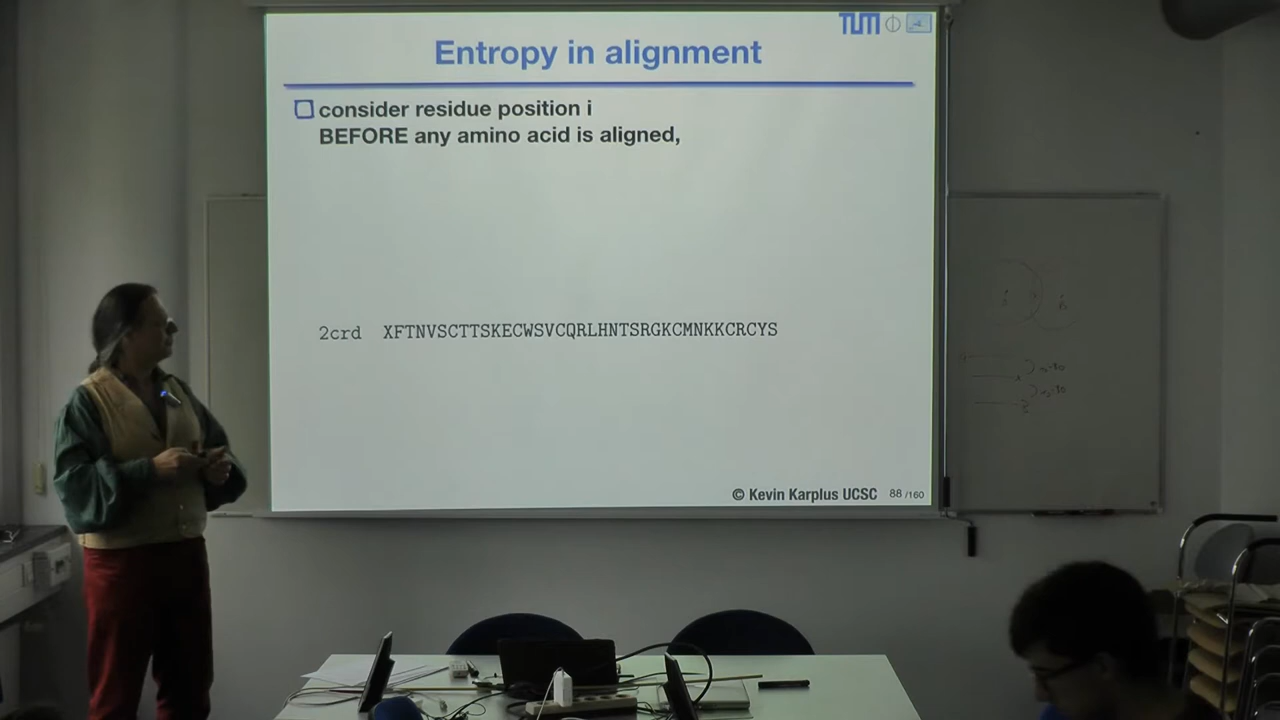 TUM
Entropy in alignment
consider residue position i
BEFORE any amino acid is aligned,
2crd XFTNVSCTTSKECWSVCQRLHNTSRGKCMNKKCRCYS
© Kevin Karplus UCSC 88/160